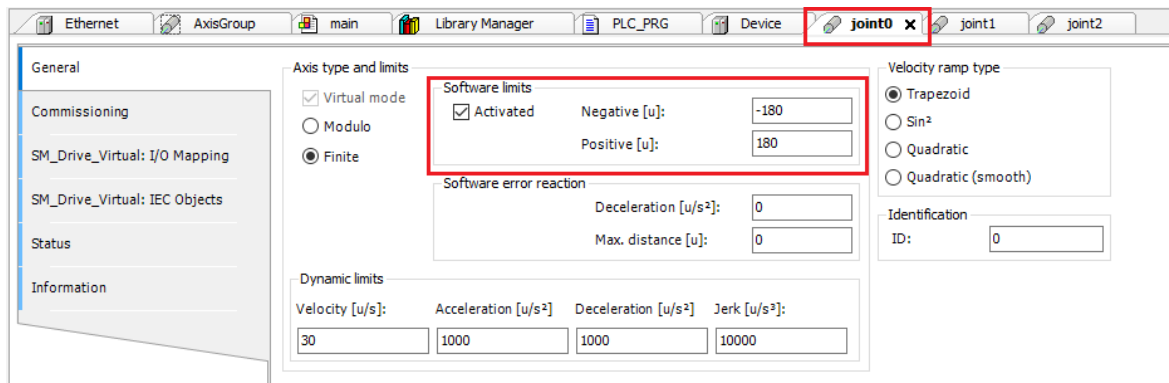 Ethernet AxisGroup main Library Manager PLC_PRG Device joint0 x joint1 joint2
General
Commissioning
SM_Drive_Virtual: I/O Mapping
SM_Drive_Virtual: IEC Objects
Status
Information
Axis type and limits
Virtual mode
Modulo
Finite
Software limits
Activated Negative [u]: -180
Positive [u]: 180
Software error reaction
Deceleration [u/s²]: 0
Max. distance [u]: 0
Dynamic limits
Velocity [u/s]: Acceleration [u/s²] Deceleration [u/s²] Jerk [u/s³]:
30 1000 1000 10000
Velocity ramp type
Trapezoid
Sin²
Quadratic
Quadratic (smooth)
Identification
ID: 0